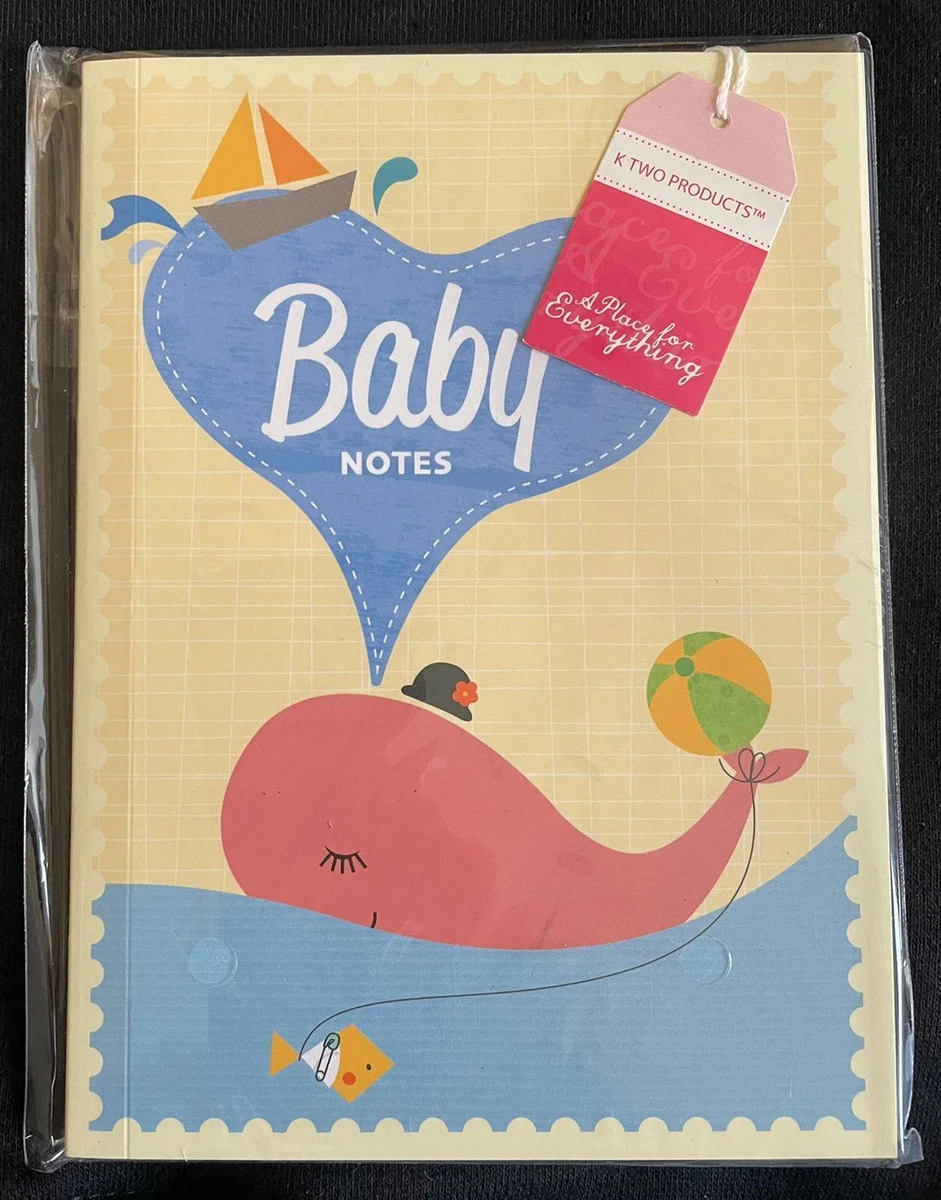 Baby
NOTES
K TWO PRODUCTS™
A Place for
Everything